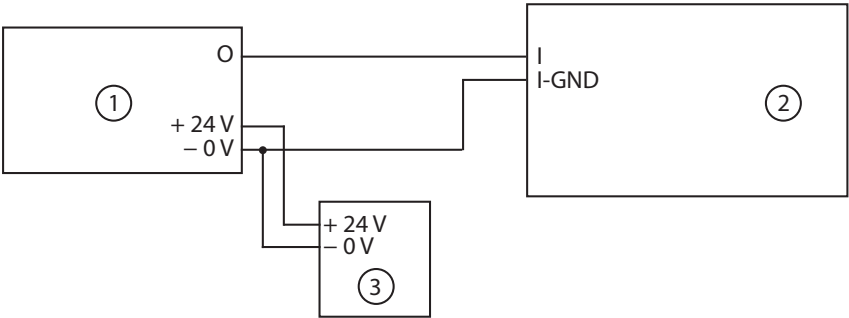 O
1
+ 24 V
− 0 V
I
I-GND
2
+ 24 V
− 0 V
3